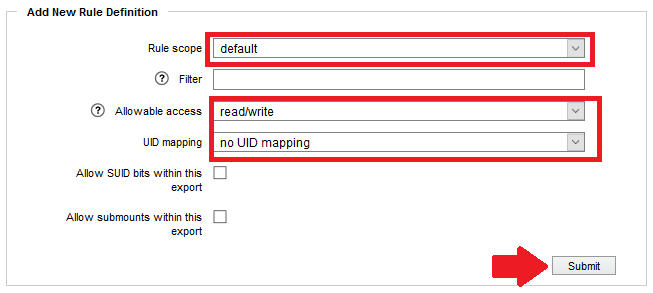 Add New Rule Definition
Rule scope default
? Filter
? Allowable access read/write
UID mapping no UID mapping
Allow SUID bits within this
export
Allow submounts within this
export
Submit